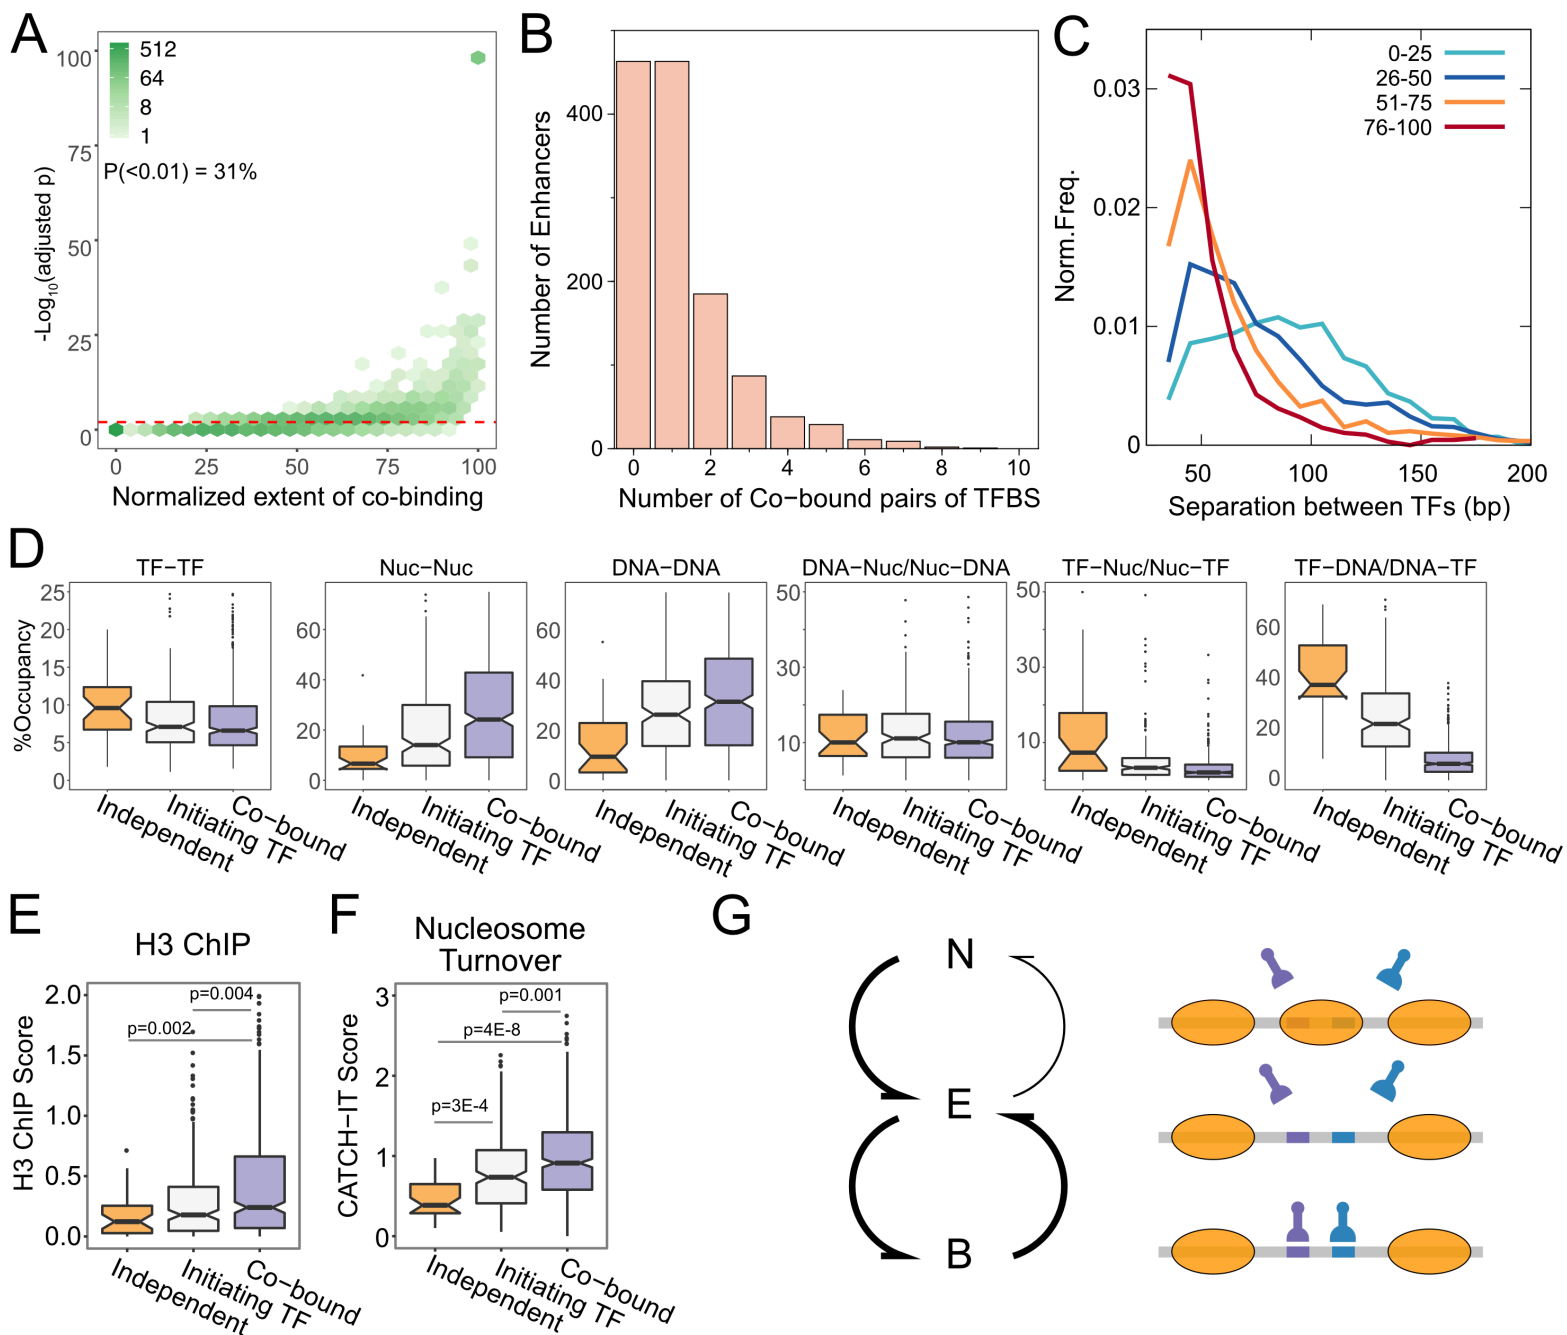 A
512
64
8
1
P(<0.01) = 31%
100
75
50
25
0
-Log10(adjusted p)
0 25 50 75 100
Normalized extent of co-binding
B
400
200
0
Number of Enhancers
0 2 4 6 8 10
Number of Co−bound pairs of TFBS
C
0-25
26-50
51-75
76-100
0.03
0.02
0.01
0
Norm.Freq.
50 100 150 200
Separation between TFs (bp)
D
%Occupancy
TF−TF
25
20
15
10
5
0
Independent
Initiating TF
Co−bound
Nuc−Nuc
60
40
20
0
Independent
Initiating TF
Co−bound
DNA−DNA
60
40
20
0
Independent
Initiating TF
Co−bound
DNA−Nuc/Nuc−DNA
50
30
10
Independent
Initiating TF
Co−bound
TF−Nuc/Nuc−TF
50
30
10
Independent
Initiating TF
Co−bound
TF−DNA/DNA−TF
60
40
20
0
Independent
Initiating TF
Co−bound
E
H3 ChIP
H3 ChIP Score
2.0
1.5
1.0
0.5
0.0
p=0.004
p=0.002
Independent
Initiating TF
Co−bound
F
Nucleosome
Turnover
CATCH−IT Score
3
2
1
0
p=0.001
p=4E-8
p=3E-4
Independent
Initiating TF
Co−bound
G
N
E
B